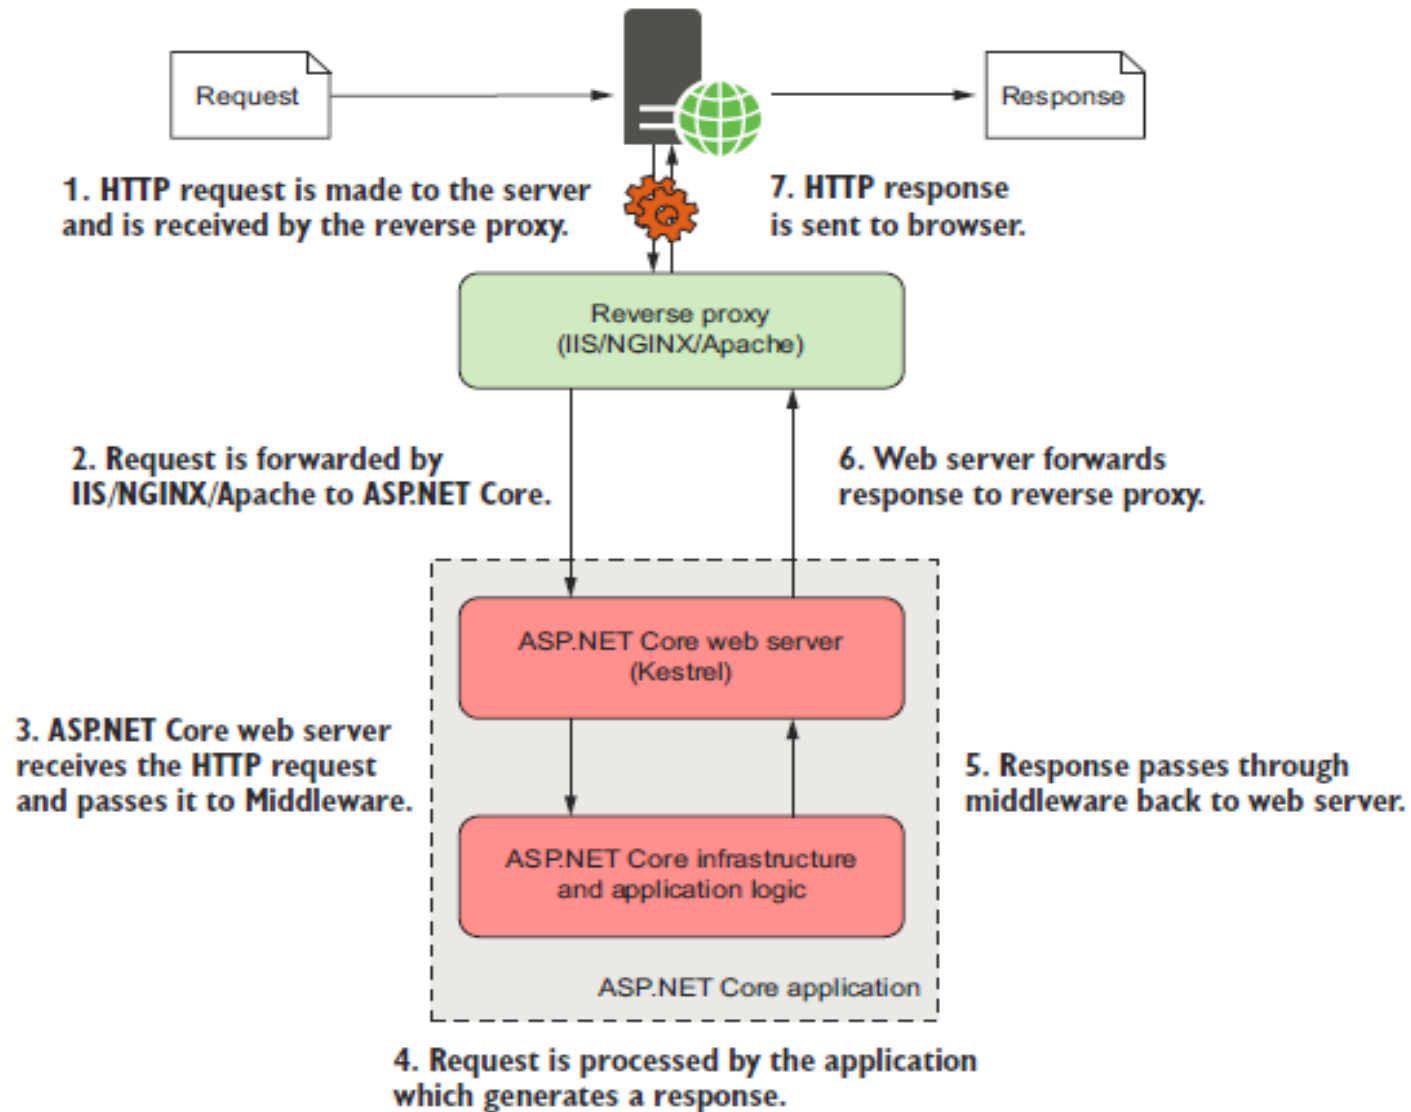 Request
Response
1. HTTP request is made to the server
and is received by the reverse proxy.
7. HTTP response
is sent to browser.
Reverse proxy
(IIS/NGINX/Apache)
2. Request is forwarded by
IIS/NGINX/Apache to ASP.NET Core.
6. Web server forwards
response to reverse proxy.
ASP.NET Core web server
(Kestrel)
3. ASP.NET Core web server
receives the HTTP request
and passes it to Middleware.
5. Response passes through
middleware back to web server.
ASP.NET Core infrastructure
and application logic
ASP.NET Core application
4. Request is processed by the application
which generates a response.